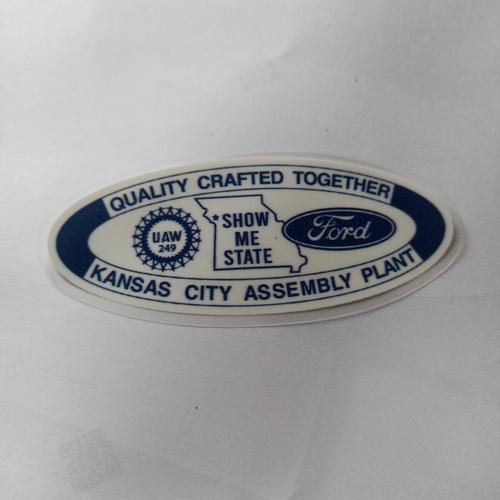 QUALITY CRAFTED TOGETHER
UAW
249
SHOW
ME
STATE
Ford
KANSAS CITY ASSEMBLY PLANT